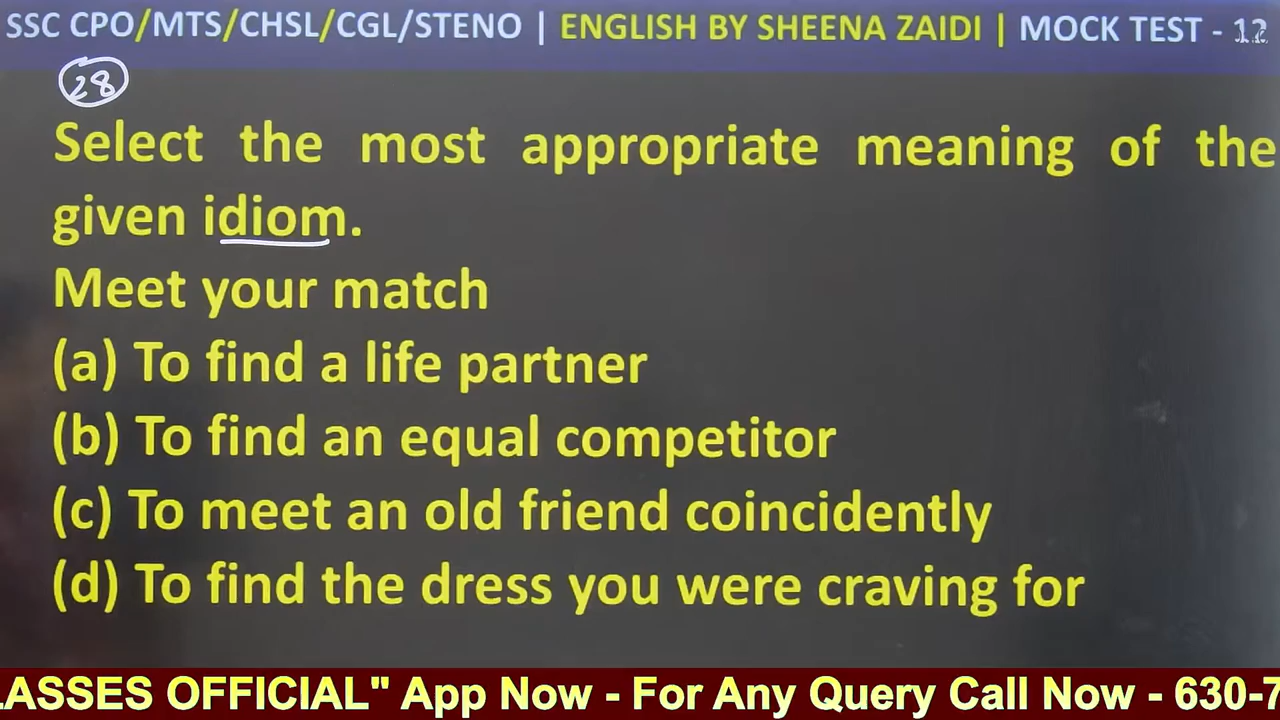 SSC CPO/MTS/CHSL/CGL/STENO | ENGLISH BY SHEENA ZAIDI | MOCK TEST - 12
28
Select the most appropriate meaning of the
given idiom.
Meet your match
(a) To find a life partner
(b) To find an equal competitor
(c) To meet an old friend coincidently
(d) To find the dress you were craving for
LASSES OFFICIAL" App Now - For Any Query Call Now - 630-7